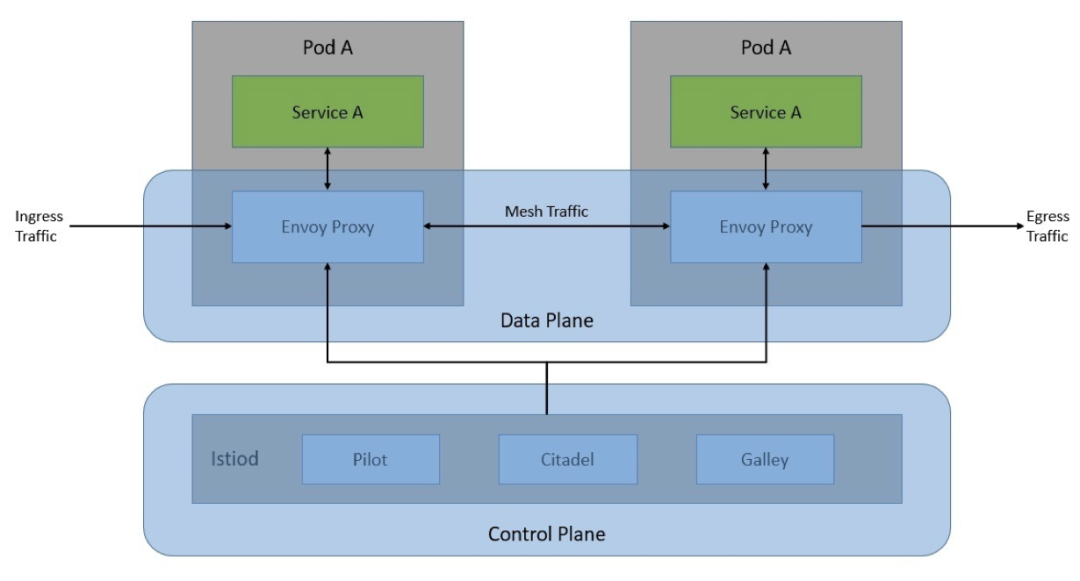 Pod A
Pod A
Service A
Service A
Ingress
Traffic
Envoy Proxy
Mesh Traffic
Envoy Proxy
Egress
Traffic
Data Plane
Istiod
Pilot
Citadel
Galley
Control Plane